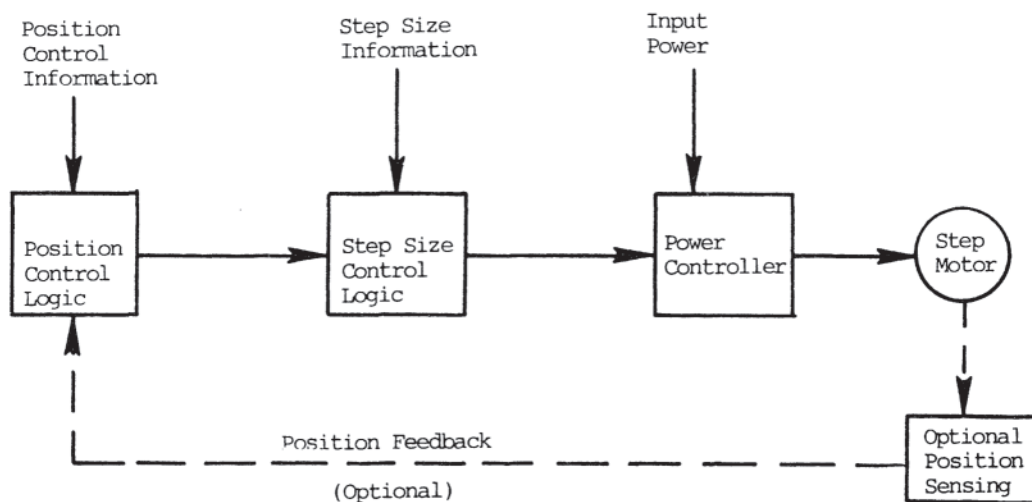 Position
Control
Information
Step Size
Information
Input
Power
Position
Control
Logic
Step Size
Control
Logic
Power
Controller
Step
Motor
Position Feedback
(Optional)
Optional
Position
Sensing